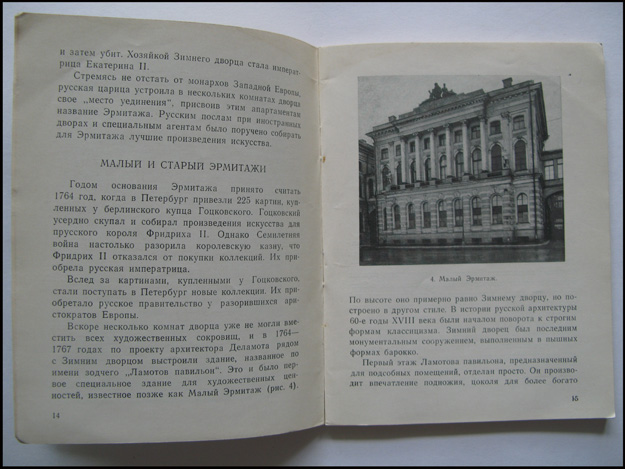 и затем убит. Хозяйкой Зимнего дворца стала императ-
рица Екатерина II.
Стремясь не отстать от монархов Западной Европы,
русская царица устроила в нескольких комнатах дворца
свое „место уединения“, присвоив этим апартаментам
название Эрмитажа. Русским послам при иностранных
дворах и специальным агентам было поручено собирать
для Эрмитажа лучшие произведения искусства.
МАЛЫЙ И СТАРЫЙ ЭРМИТАЖИ
Годом основания Эрмитажа принято считать
1764 год, когда в Петербург привезли 225 картин, куп-
ленных у берлинского купца Гоцковского. Гоцковский
усердно скупал и собирал произведения искусства для
прусского короля Фридриха II. Однако Семилетняя
война настолько разорила королевскую казну, что
Фридрих II отказался от покупки коллекций. Их при-
обрела русская императрица.
Вслед за картинами, купленными у Гоцковского,
стали поступать в Петербург новые коллекции. Их при-
обретало русское правительство у разорившихся ари-
стократов Европы.
Вскоре несколько комнат дворца уже не могли вме-
стить всех художественных сокровищ, и в 1764—
1767 годах по проекту архитектора Деламота рядом
с Зимним дворцом выстроили здание, названное по
имени зодчего „Ламотов павильон“. Это и было пер-
вое специальное здание для художественных цен-
ностей, известное позже как Малый Эрмитаж (рис. 4).
14
4. Малый Эрмитаж.
По высоте оно примерно равно Зимнему дворцу, но по-
строено в другом стиле. В истории русской архитектуры
60-е годы XVIII века были началом поворота к строгим
формам классицизма. Зимний дворец был последним
монументальным сооружением, выполненным в пышных
формах барокко.
Первый этаж Ламотова павильона, предназначенный
для подсобных помещений, отделан просто. Он произво-
дит впечатление подножия, цоколя для более богато
15